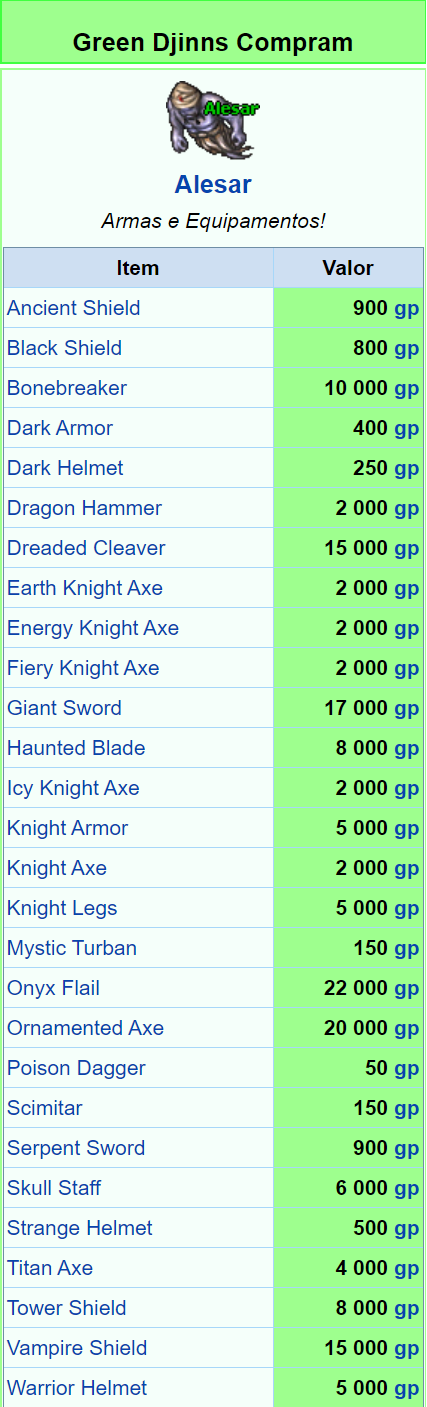 Green Djinns Compram
Alesar
Alesar
Armas e Equipamentos!
Item Valor
Ancient Shield 900 gp
Black Shield 800 gp
Bonebreaker 10 000 gp
Dark Armor 400 gp
Dark Helmet 250 gp
Dragon Hammer 2 000 gp
Dreaded Cleaver 15 000 gp
Earth Knight Axe 2 000 gp
Energy Knight Axe 2 000 gp
Fiery Knight Axe 2 000 gp
Giant Sword 17 000 gp
Haunted Blade 8 000 gp
Icy Knight Axe 2 000 gp
Knight Armor 5 000 gp
Knight Axe 2 000 gp
Knight Legs 5 000 gp
Mystic Turban 150 gp
Onyx Flail 22 000 gp
Ornamented Axe 20 000 gp
Poison Dagger 50 gp
Scimitar 150 gp
Serpent Sword 900 gp
Skull Staff 6 000 gp
Strange Helmet 500 gp
Titan Axe 4 000 gp
Tower Shield 8 000 gp
Vampire Shield 15 000 gp
Warrior Helmet 5 000 gp